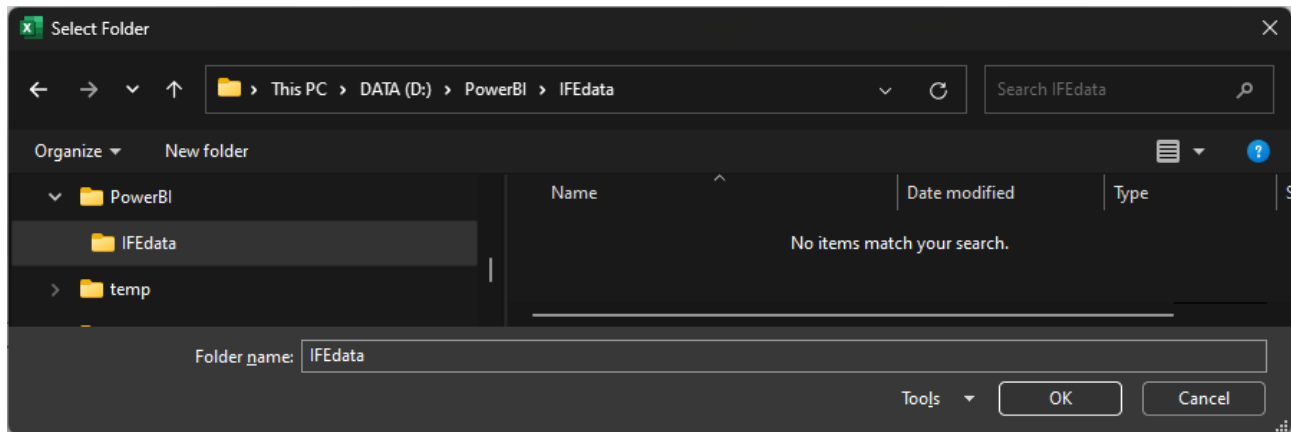 Select Folder
This PC > DATA (D:) > PowerBI > IFEdata
Search IFEdata
Organize
New folder
?
PowerBI
Name
Date modified
Type
S
IFEdata
No items match your search.
temp
Folder name: IFEdata
Tools
OK
Cancel